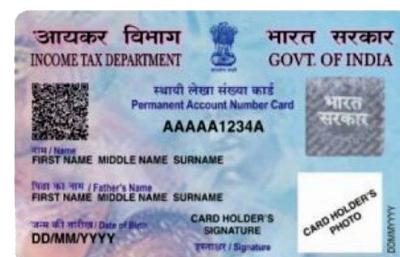 आयकर विभाग
INCOME TAX DEPARTMENT
भारत सरकार
GOVT. OF INDIA
स्थायी लेखा संख्या कार्ड
Permanent Account Number Card
AAAAA1234A
भारत
सरकार
नाम / Name
FIRST NAME MIDDLE NAME SURNAME
पिता का नाम / Father's Name
FIRST NAME MIDDLE NAME SURNAME
जन्म की तारीख / Date of Birth
DD/MM/YYYY
CARD HOLDER'S
SIGNATURE
हस्ताक्षर / Signature
CARD HOLDER'S
PHOTO
DDMMYYYY